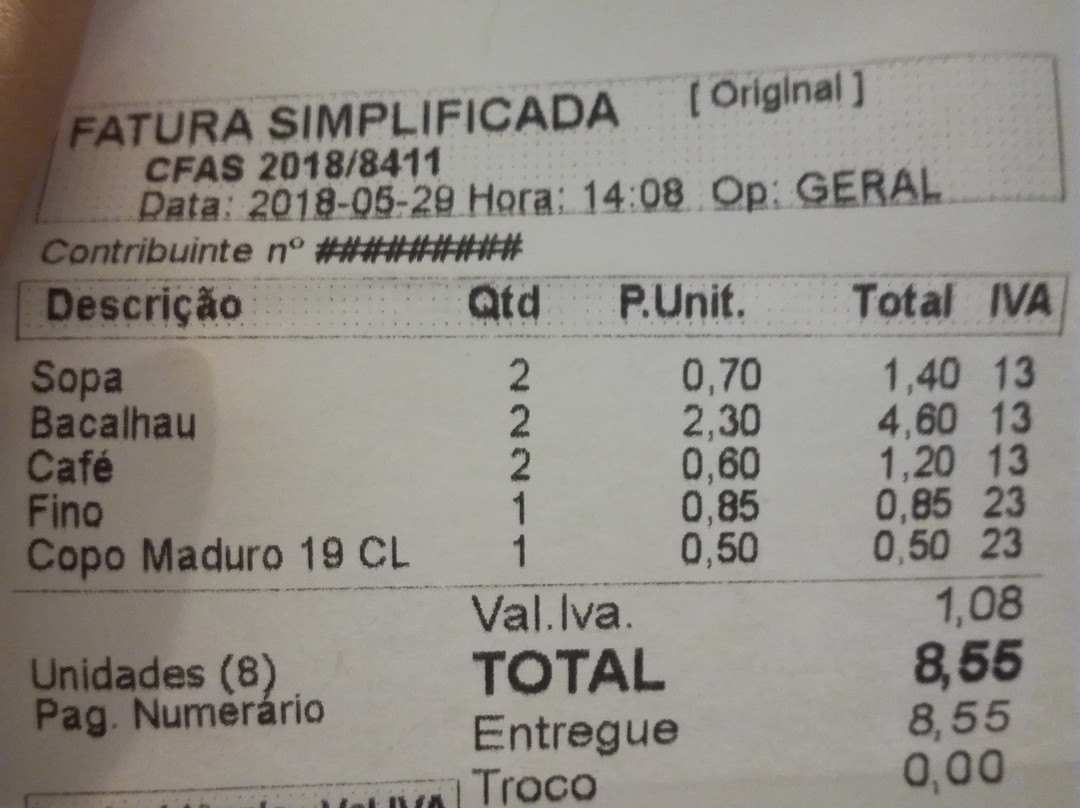 FATURA SIMPLIFICADA [ Original ]
CFAS 2018/8411
Data: 2018-05-29 Hora: 14:08 Op: GERAL
Contribuinte nº #########
Descrição Qtd P.Unit. Total IVA
Sopa 2 0,70 1,40 13
Bacalhau 2 2,30 4,60 13
Café 2 0,60 1,20 13
Fino 1 0,85 0,85 23
Copo Maduro 19 CL 1 0,50 0,50 23
Val.Iva. 1,08
Unidades (8) TOTAL 8,55
Pag. Numerário Entregue 8,55
Troco 0,00